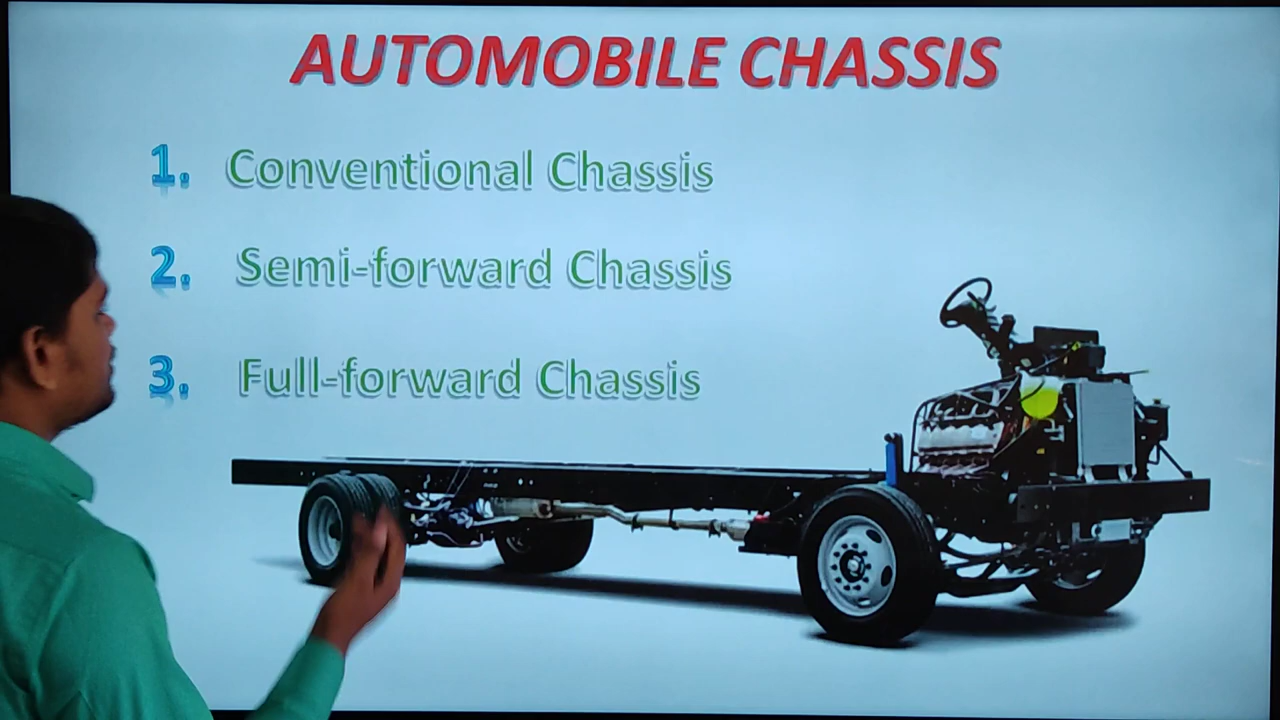 AUTOMOBILE CHASSIS
1. Conventional Chassis
2. Semi-forward Chassis
3. Full-forward Chassis